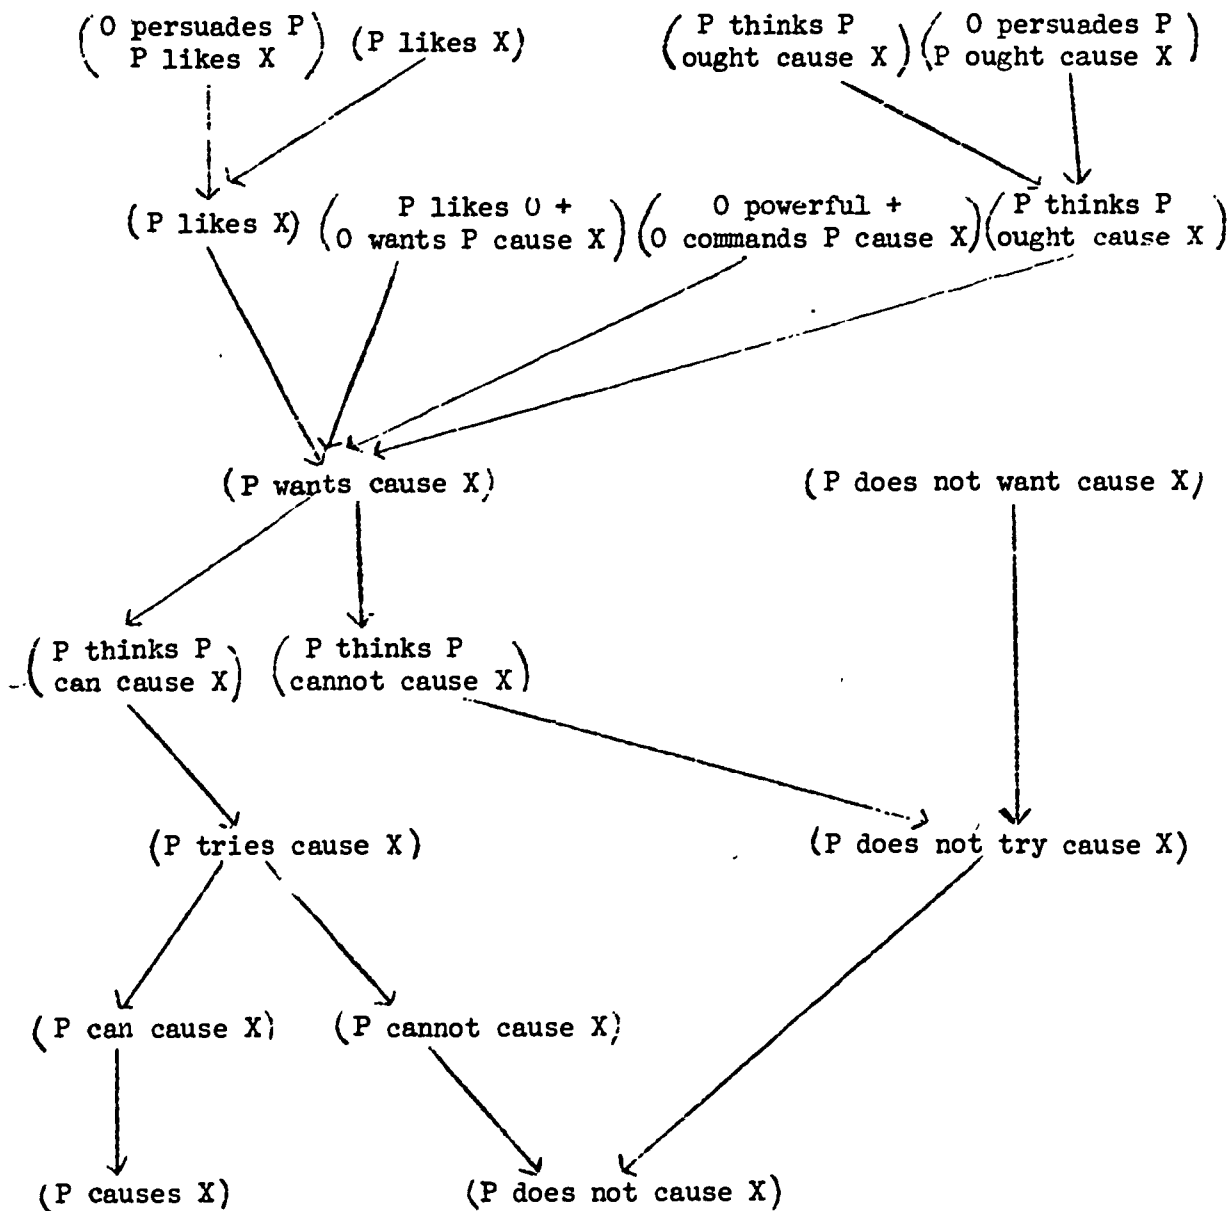 (O persuades P
P likes X)
(P likes X)
(P thinks P
ought cause X)
(O persuades P
P ought cause X)
(P likes X)
(P likes O +
O wants P cause X)
(O powerful +
O commands P cause X)
(P thinks P
ought cause X)
(P wants cause X)
(P does not want cause X)
(P thinks P
can cause X)
(P thinks P
cannot cause X)
(P tries cause X)
(P does not try cause X)
(P can cause X)
(P cannot cause X)
(P causes X)
(P does not cause X)